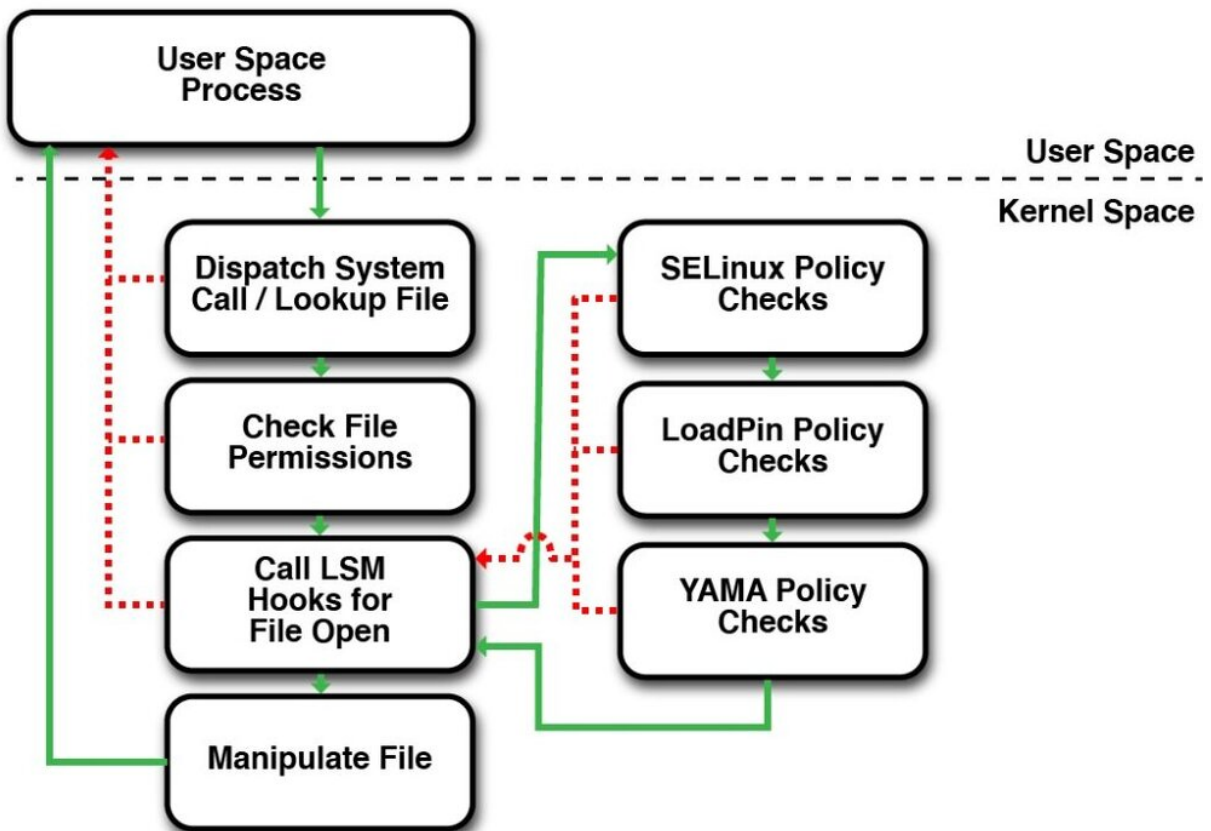 User Space
Process
User Space
Kernel Space
Dispatch System
Call / Lookup File
SELinux Policy
Checks
Check File
Permissions
LoadPin Policy
Checks
Call LSM
Hooks for
File Open
YAMA Policy
Checks
Manipulate File